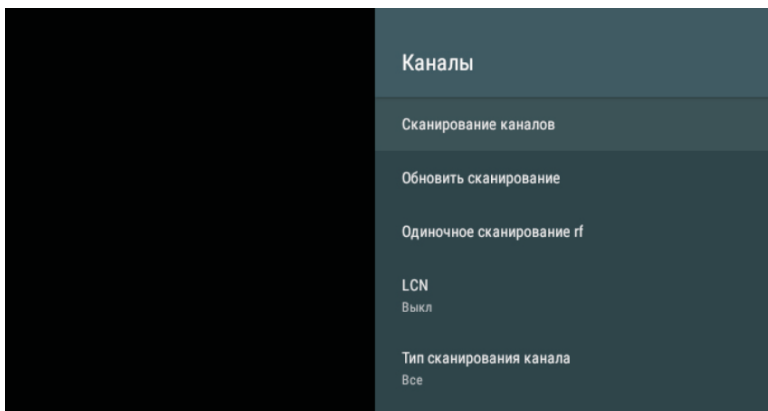 Каналы
Сканирование каналов
Обновить сканирование
Одиночное сканирование rf
LCN
Выкл
Тип сканирования канала
Все